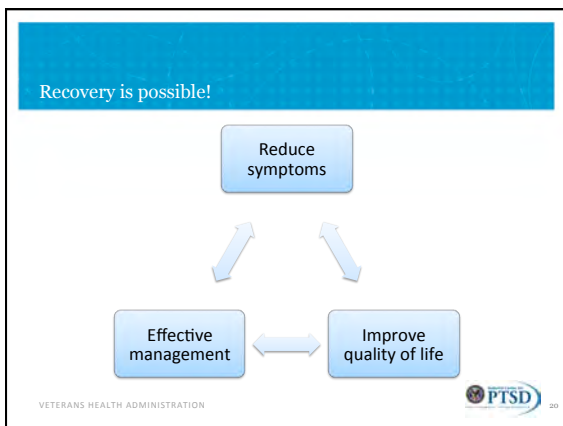 Recovery is possible!
Reduce
symptoms
Effective
management
Improve
quality of life
VETERANS HEALTH ADMINISTRATION
PTSD
20